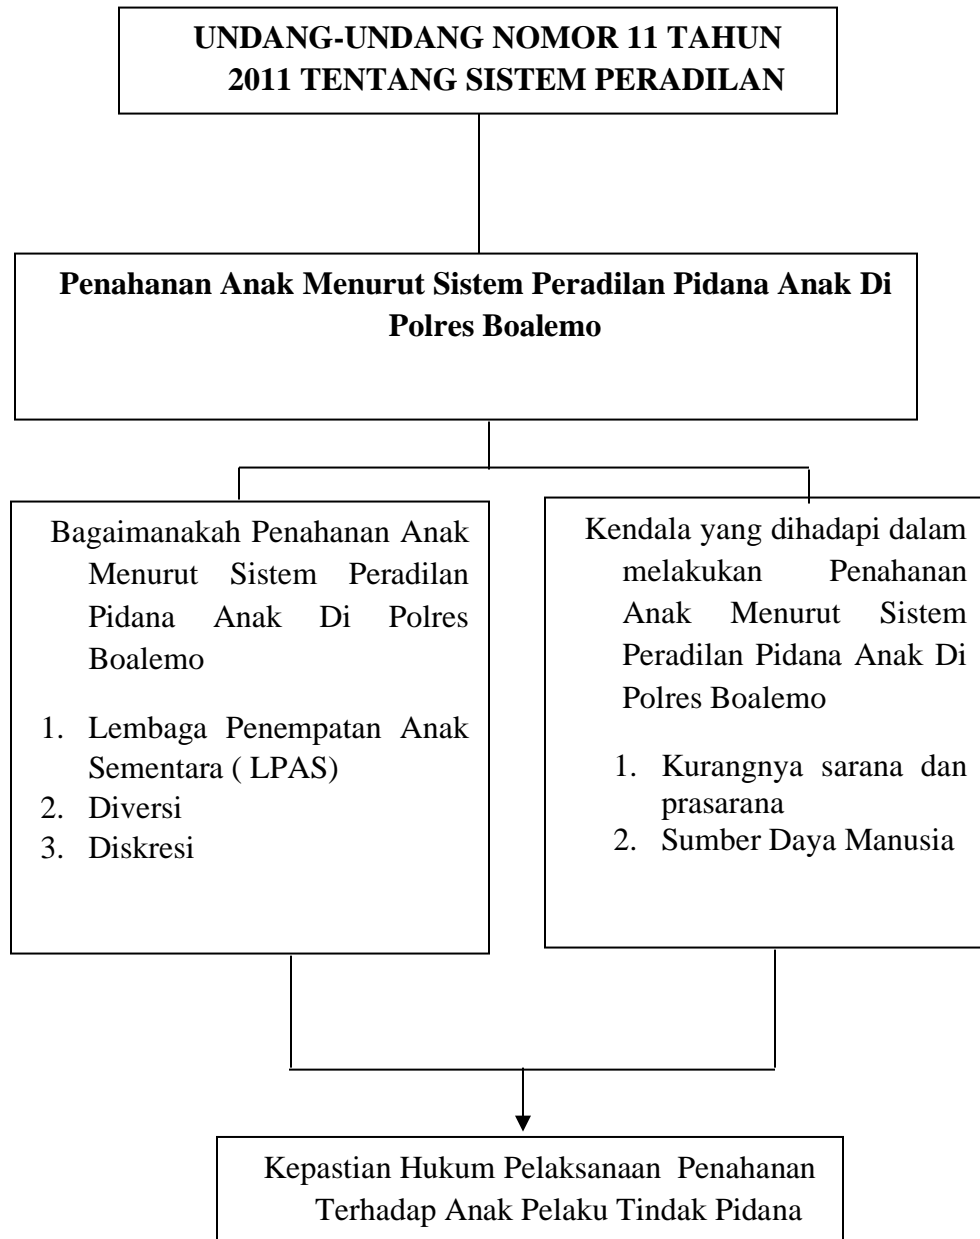 UNDANG-UNDANG NOMOR 11 TAHUN
2011 TENTANG SISTEM PERADILAN
Penahanan Anak Menurut Sistem Peradilan Pidana Anak Di
Polres Boalemo
Bagaimanakah Penahanan Anak
Menurut Sistem Peradilan
Pidana Anak Di Polres
Boalemo
1. Lembaga Penempatan Anak
Sementara ( LPAS)
2. Diversi
3. Diskresi
Kendala yang dihadapi dalam
melakukan Penahanan
Anak Menurut Sistem
Peradilan Pidana Anak Di
Polres Boalemo
1. Kurangnya sarana dan
prasarana
2. Sumber Daya Manusia
Kepastian Hukum Pelaksanaan Penahanan
Terhadap Anak Pelaku Tindak Pidana